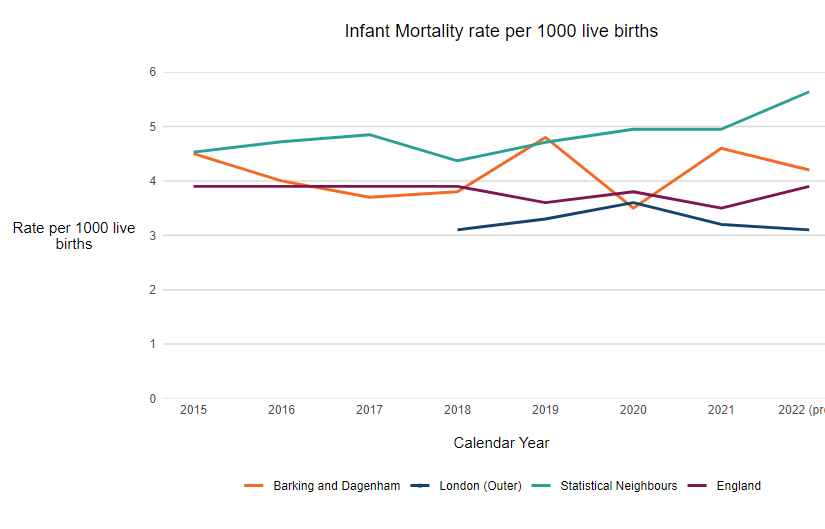 Infant Mortality rate per 1000 live births
6
5
4
3
2
1
0
Rate per 1000 live
births
2015 2016 2017 2018 2019 2020 2021 2022 (pro
Calendar Year
Barking and Dagenham London (Outer) Statistical Neighbours England